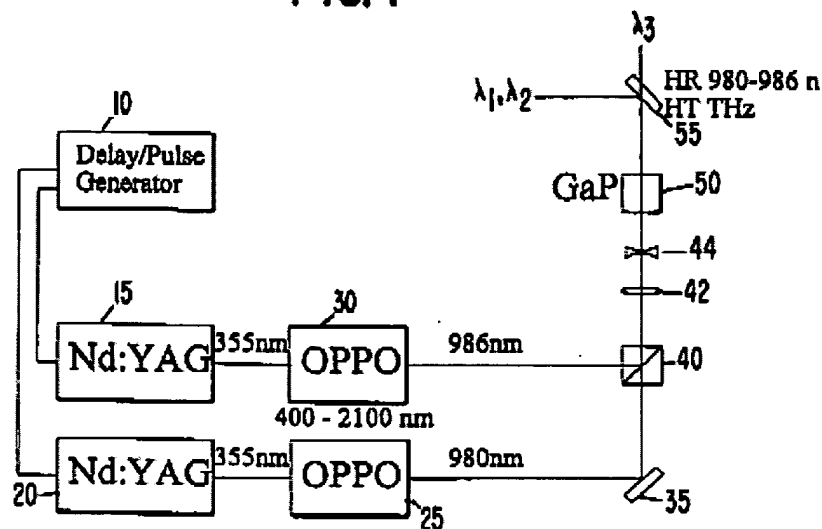 λ3
HR 980-986 n
HT THz
λ1,λ2
55
10
Delay/Pulse
Generator
GaP
50
44
42
15
30
Nd:YAG
355nm
OPPO
986nm
40
400 - 2100 nm
Nd:YAG
355nm
OPPO
980nm
20
25
35